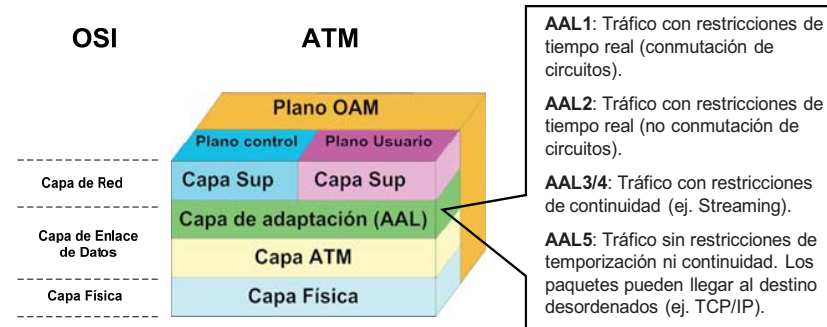 OSI
ATM
Plano OAM
Plano control
Plano Usuario
Capa de Red
Capa Sup
Capa Sup
Capa de adaptación (AAL)
Capa de Enlace
de Datos
Capa ATM
Capa Física
Capa Física
AAL1: Tráfico con restricciones de
tiempo real (conmutación de
circuitos).
AAL2: Tráfico con restricciones de
tiempo real (no conmutación de
circuitos).
AAL3/4: Tráfico con restricciones
de continuidad (ej. Streaming).
AAL5: Tráfico sin restricciones de
temporización ni continuidad. Los
paquetes pueden llegar al destino
desordenados (ej. TCP/IP).